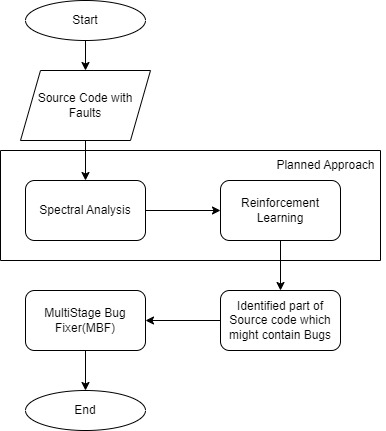 Start
Source Code with
Faults
Planned Approach
Spectral Analysis
Reinforcement
Learning
MultiStage Bug
Fixer(MBF)
Identified part of
Source code which
might contain Bugs
End